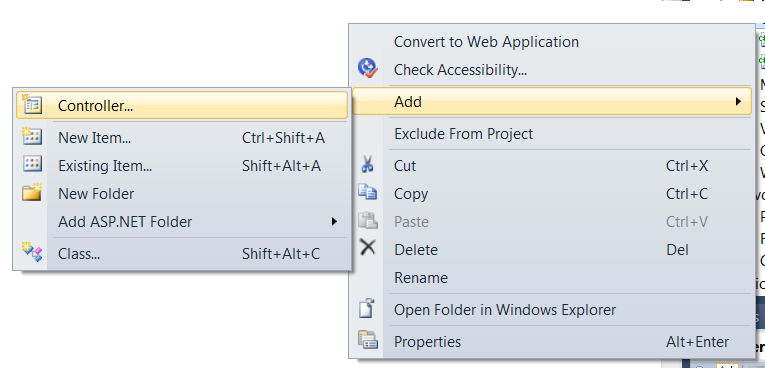 Convert to Web Application
Check Accessibility...
Add
Exclude From Project
Cut Ctrl+X
Copy Ctrl+C
Paste Ctrl+V
Delete Del
Rename
Open Folder in Windows Explorer
Properties Alt+Enter
Controller...
New Item... Ctrl+Shift+A
Existing Item... Shift+Alt+A
New Folder
Add ASP.NET Folder
Class... Shift+Alt+C